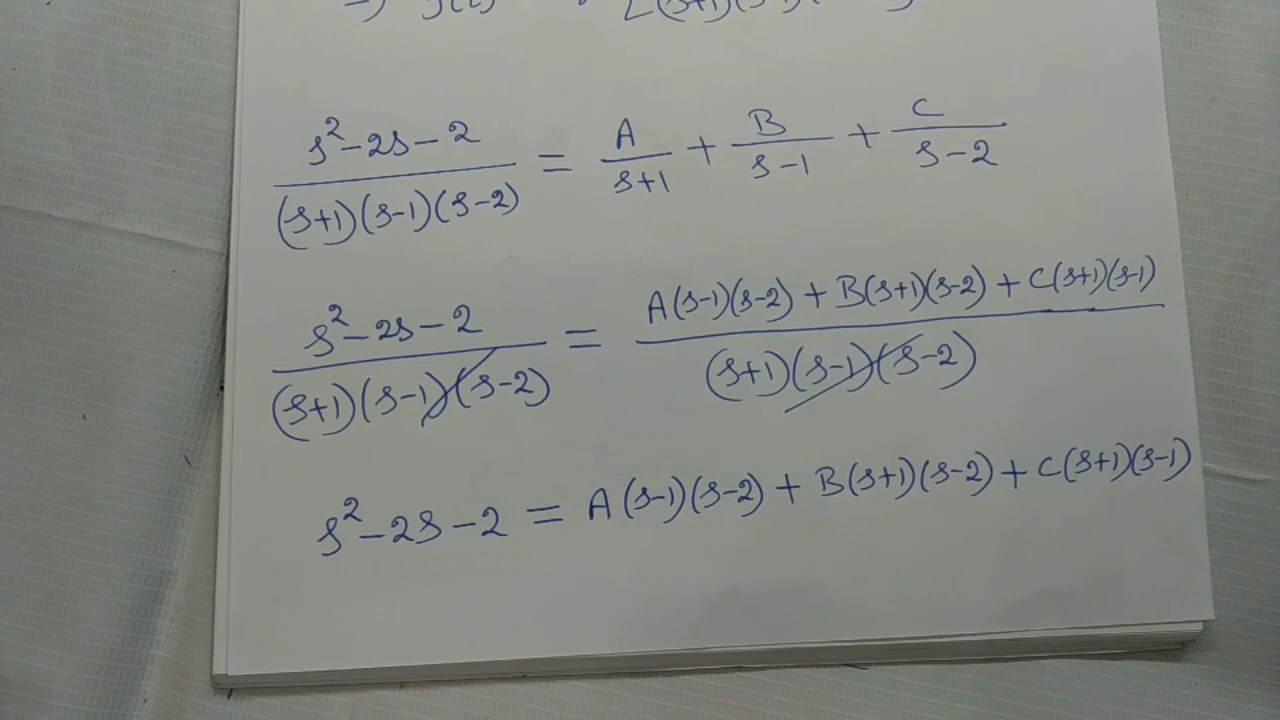 s² - 2s - 2 / (s+1)(s-1)(s-2) = A / s+1 + B / s-1 + C / s-2
s² - 2s - 2 / (s+1)(s-1)(s-2) = A(s-1)(s-2) + B(s+1)(s-2) + C(s+1)(s-1) / (s+1)(s-1)(s-2)
s² - 2s - 2 = A(s-1)(s-2) + B(s+1)(s-2) + C(s+1)(s-1)